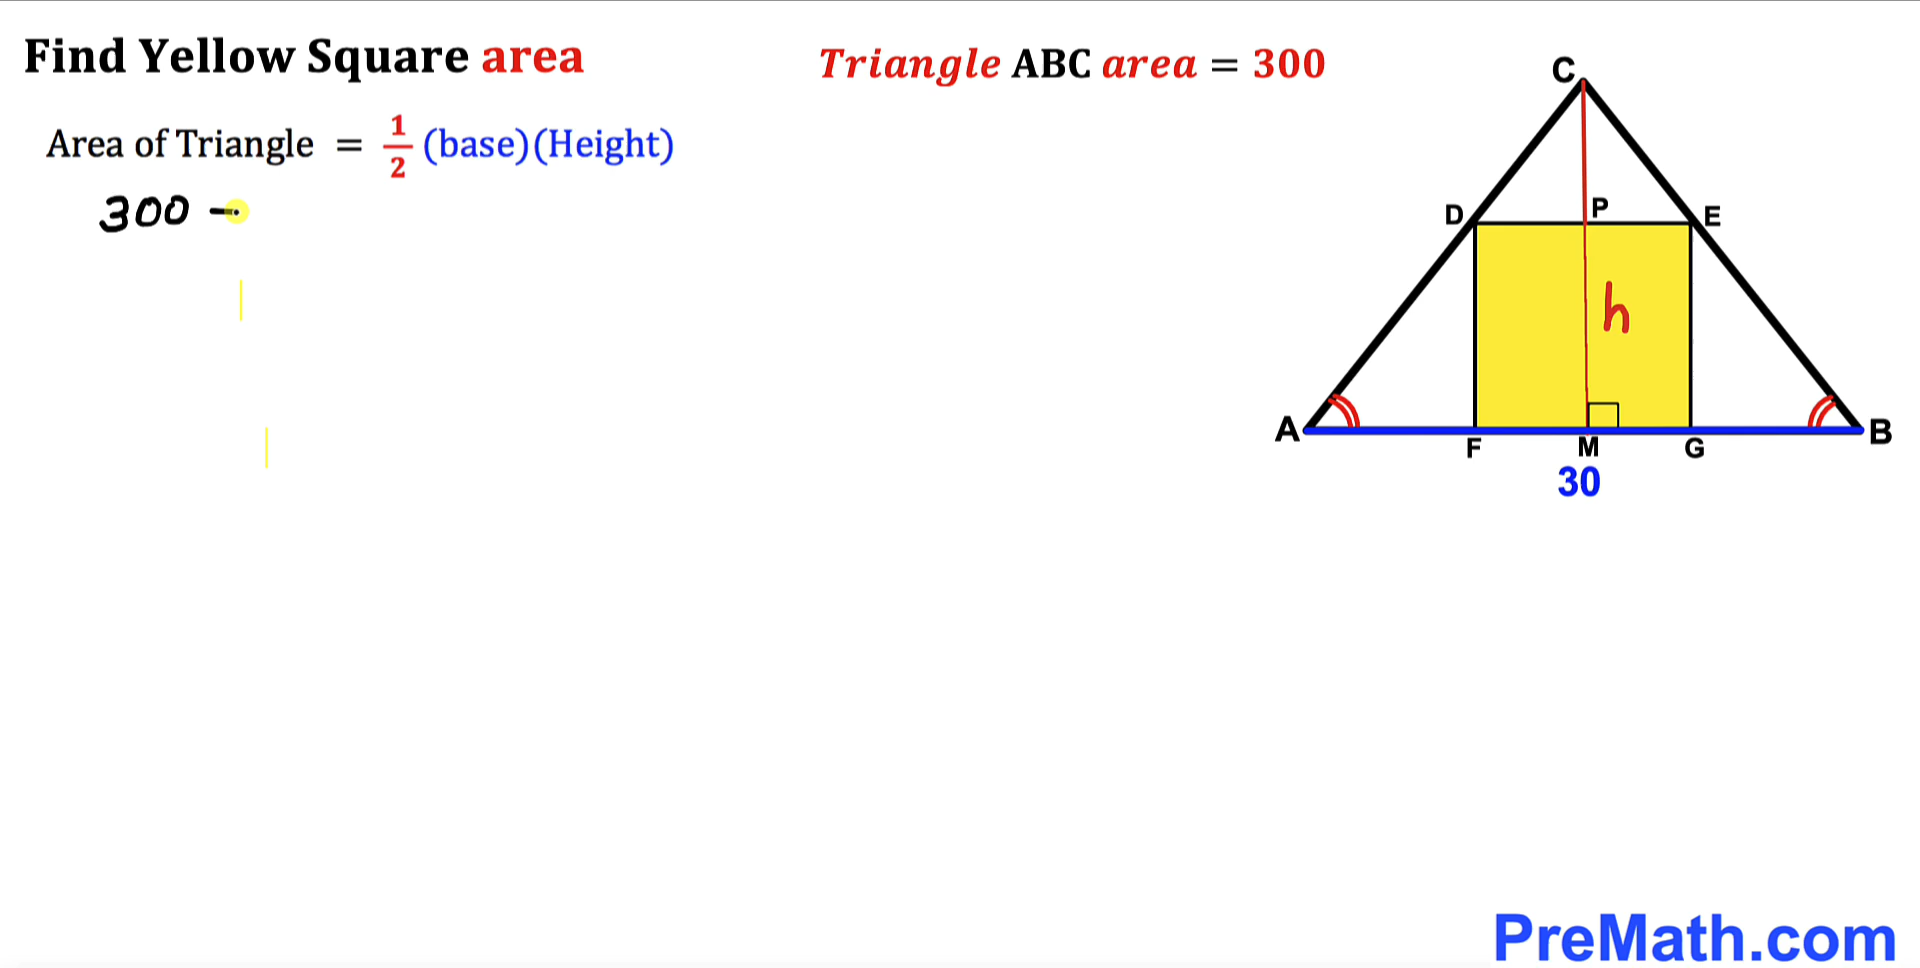 Find Yellow Square area
Triangle ABC area = 300
Area of Triangle = 1/2 (base)(Height)
300 -
C
D
P
E
h
A
B
F
M
G
30
PreMath.com